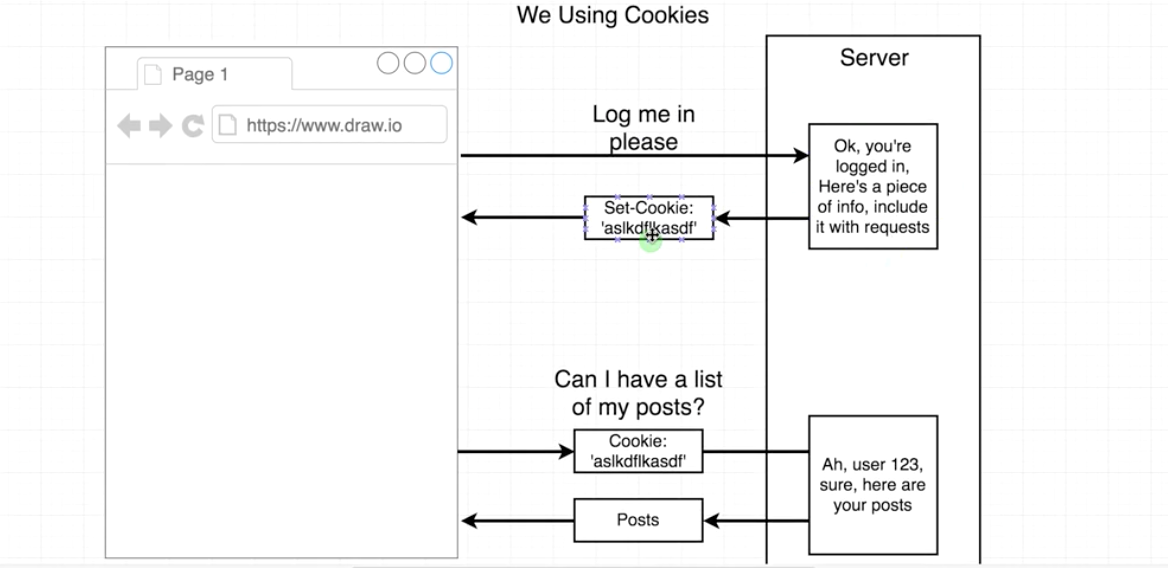 We Using Cookies
Page 1
https://www.draw.io
Server
Log me in
please
Ok, you're
logged in,
Here's a piece
of info, include
it with requests
Set-Cookie:
'aslkdflkasdf'
Can I have a list
of my posts?
Cookie:
'aslkdflkasdf'
Ah, user 123,
sure, here are
your posts
Posts